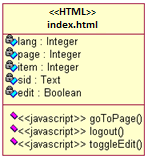 <<HTML>>
index.html
lang : Integer
page : Integer
item : Integer
sid : Text
edit : Boolean
<<javascript>> goToPage()
<<javascript>> logout()
<<javascript>> toggleEdit()